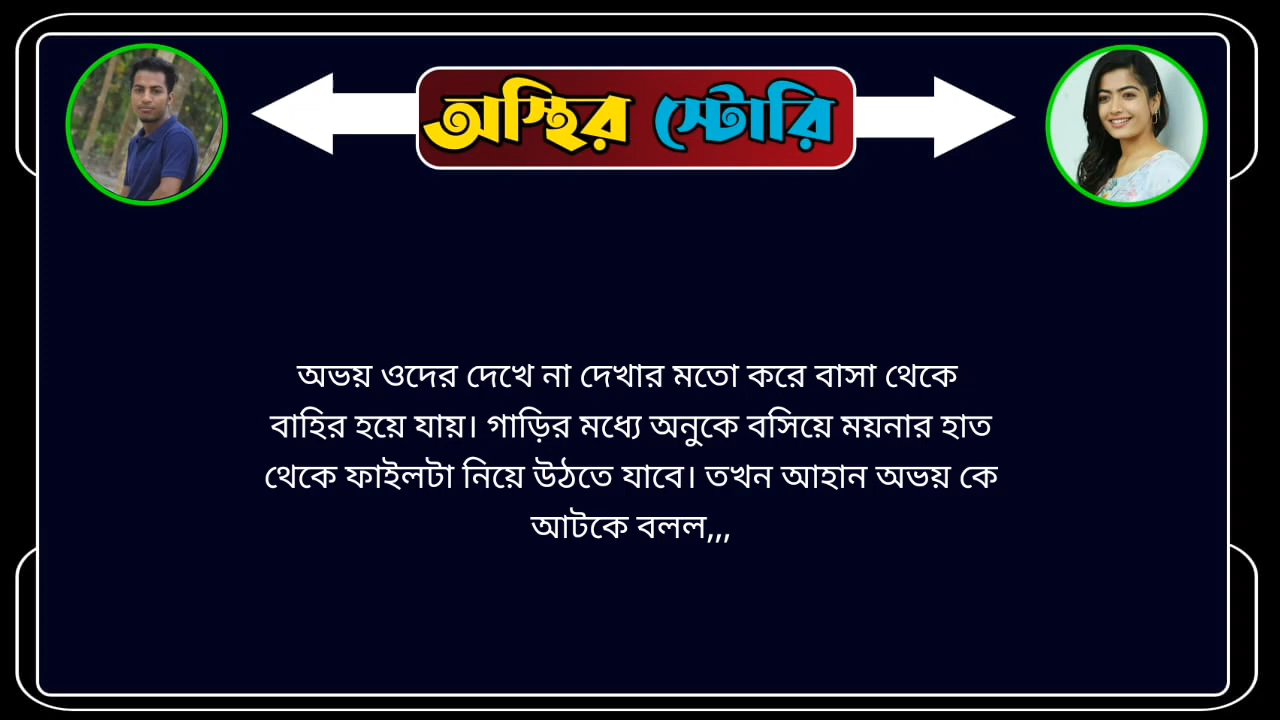 অস্থির স্টোরি
অভয় ওদের দেখে না দেখার মতো করে বাসা থেকে
বাহির হয়ে যায়। গাড়ির মধ্যে অনুকে বসিয়ে ময়নার হাত
থেকে ফাইলটা নিয়ে উঠতে যাবে। তখন আহান অভয় কে
আটকে বলল,,,